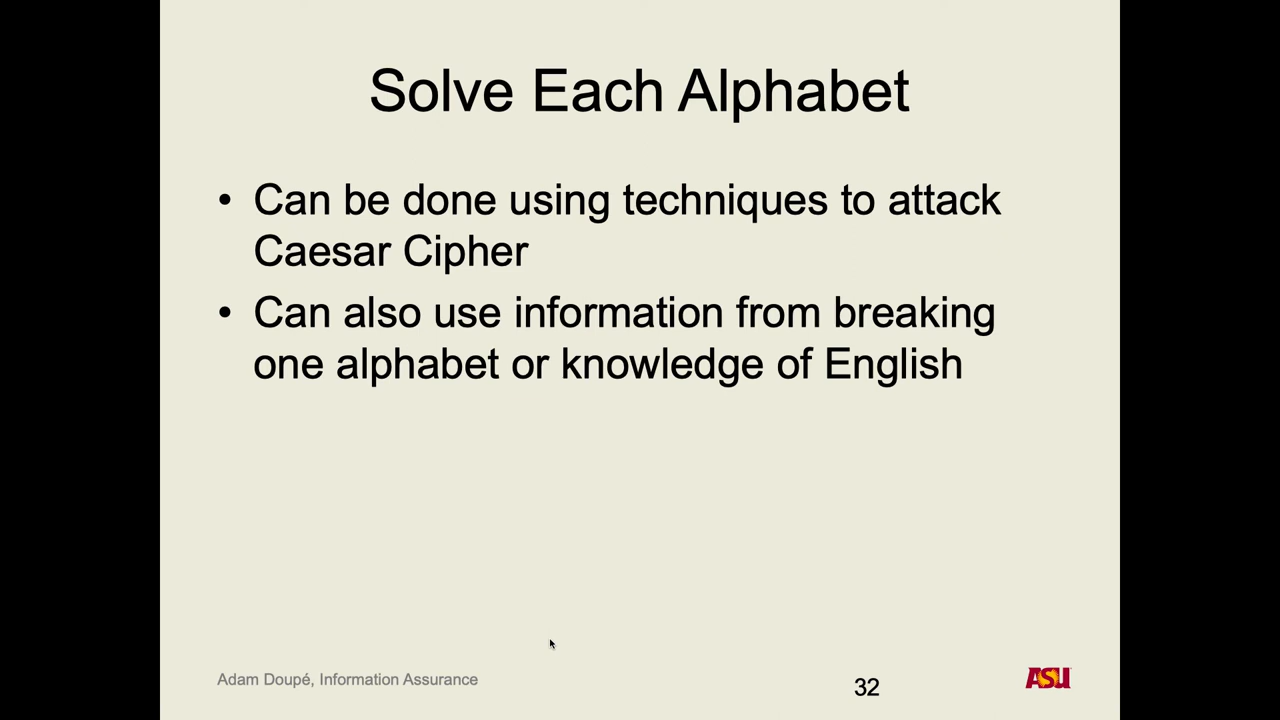 Solve Each Alphabet
• Can be done using techniques to attack
Caesar Cipher
• Can also use information from breaking
one alphabet or knowledge of English
Adam Doupé, Information Assurance
32
ASU